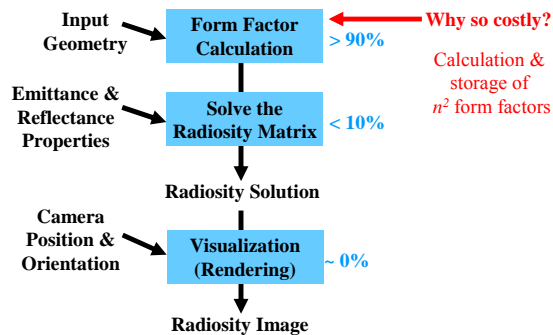 Input
Geometry
Form Factor
Calculation
> 90%
Why so costly?
Calculation &
storage of
n² form factors
Emittance &
Reflectance
Properties
Solve the
Radiosity Matrix
< 10%
Radiosity Solution
Camera
Position &
Orientation
Visualization
(Rendering)
~ 0%
Radiosity Image